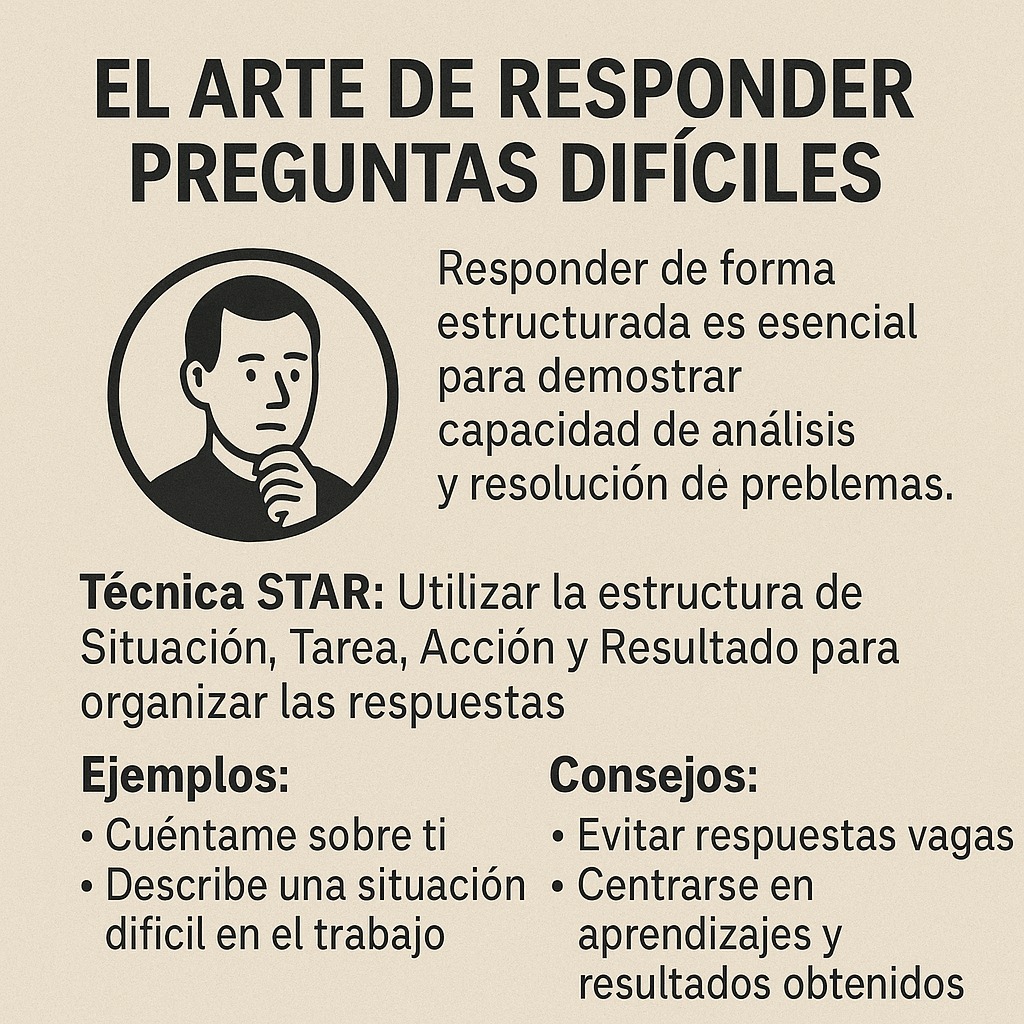 EL ARTE DE RESPONDER
PREGUNTAS DIFÍCILES
Responder de forma
estructurada es esencial
para demostrar
capacidad de análisis
y resolución de preblemas.
Técnica STAR: Utilizar la estructura de
Situación, Tarea, Acción y Resultado para
organizar las respuestas
Ejemplos:
• Cuéntame sobre ti
• Describe una situación
dificil en el trabajo
Consejos:
• Evitar respuestas vagas
• Centrarse en
aprendizajes y
resultados obtenidos